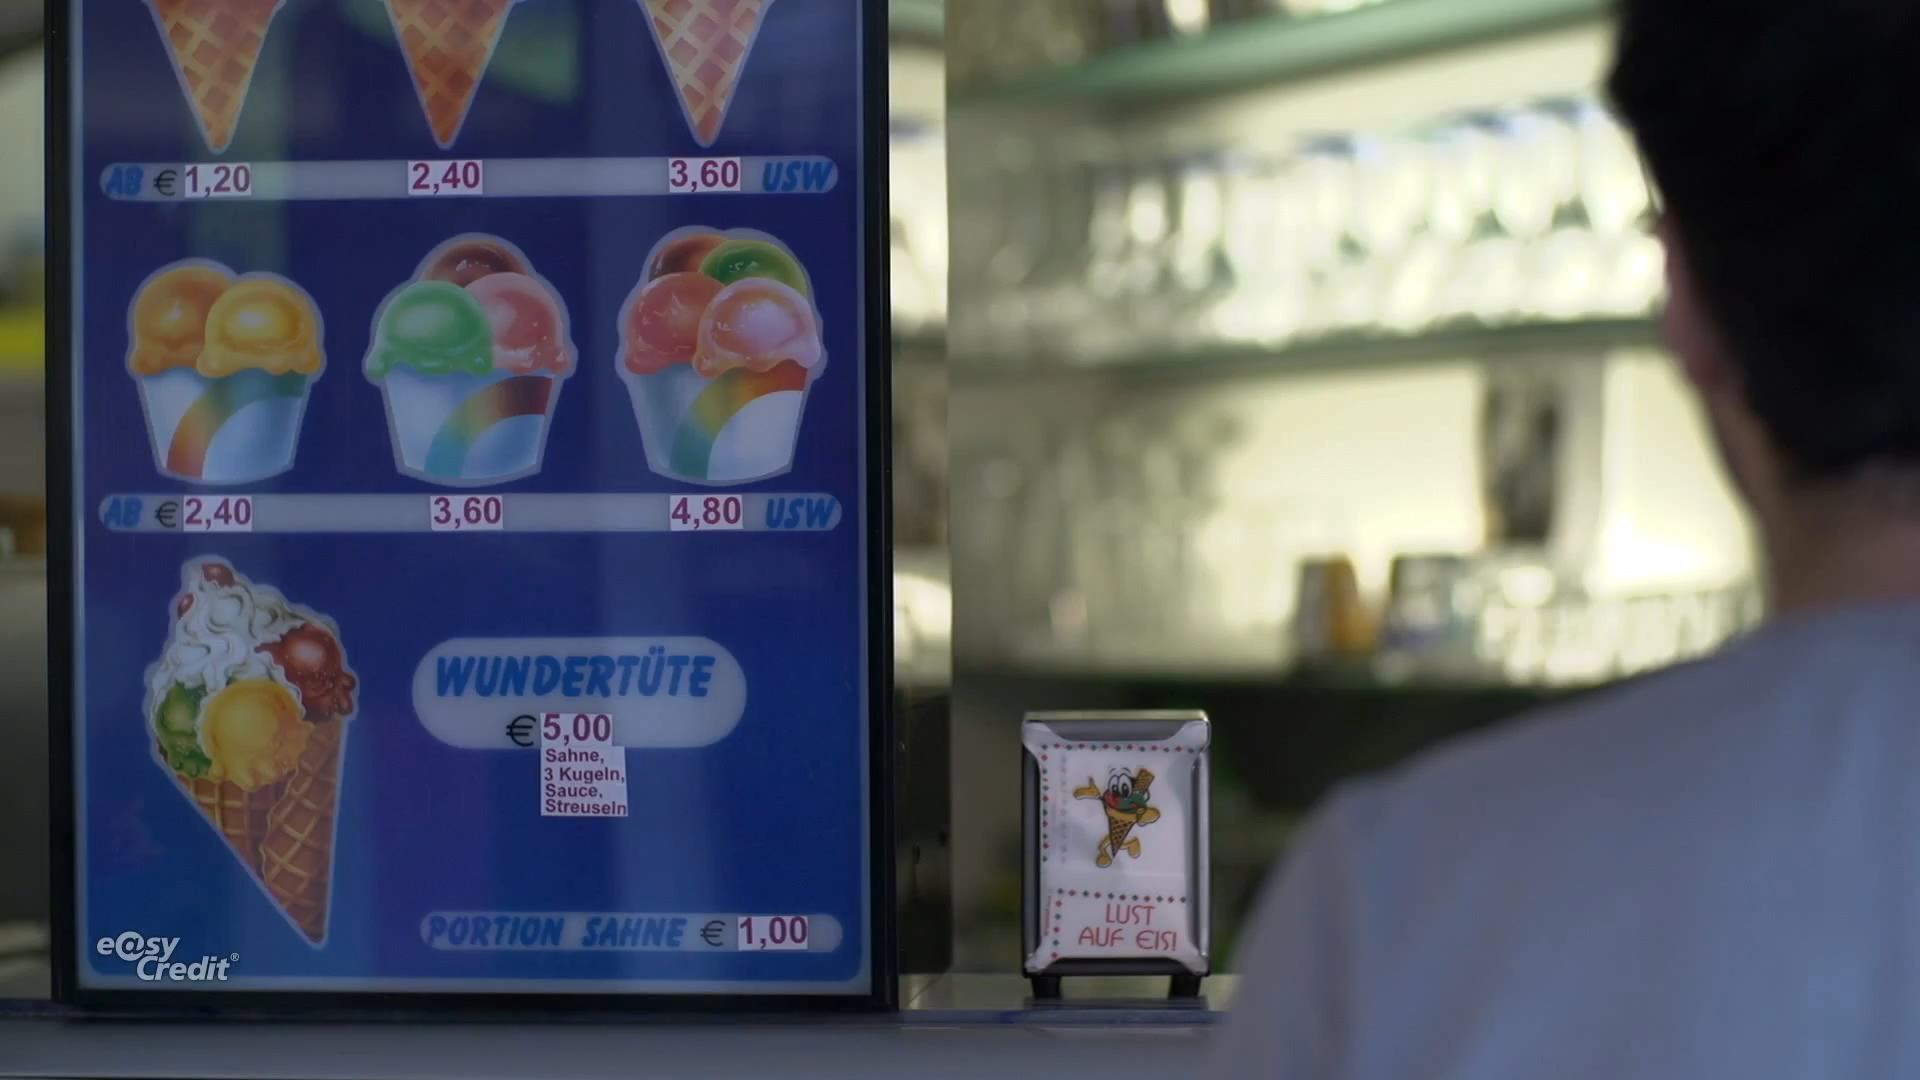 AB € 1,20 2,40 3,60 USW
AB € 2,40 3,60 4,80 USW
WUNDERTÜTE
€ 5,00
Sahne,
3 Kugeln,
Sauce,
Streuseln
PORTION SAHNE € 1,00
e@sy
Credit®
LUST
AUF EIS!